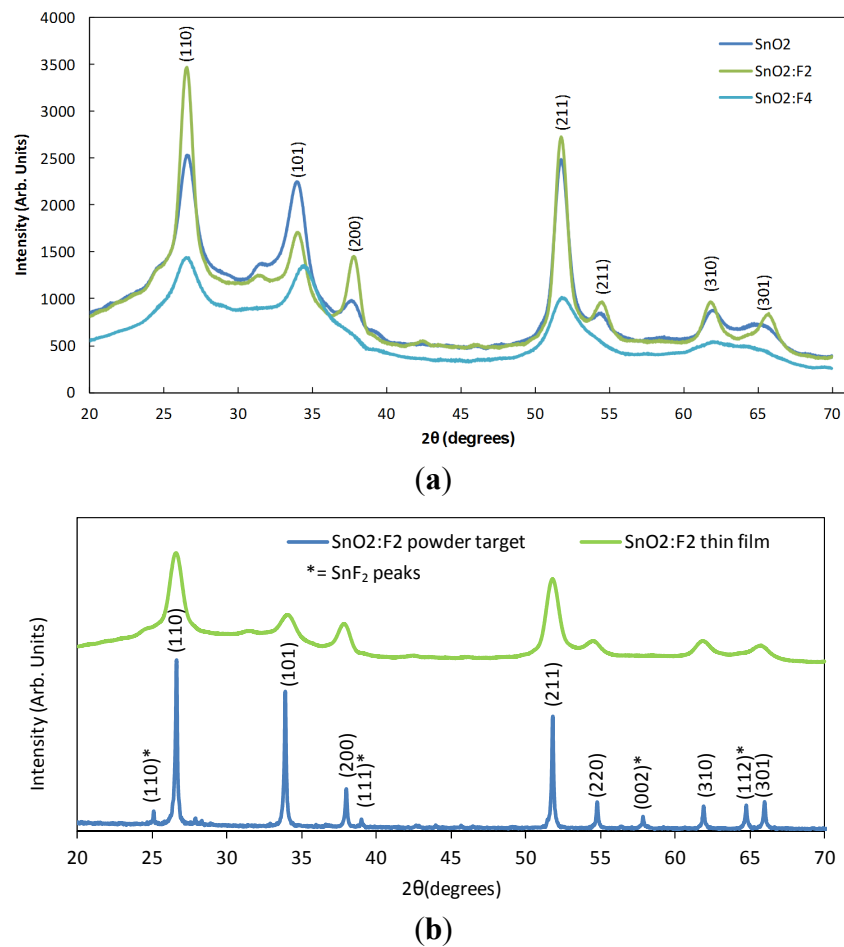 4000
3500
3000
2500
2000
1500
1000
500
0
Intensity (Arb. Units)
(110)
(101)
(200)
(211)
(211)
(310)
(301)
SnO2
SnO2:F2
SnO2:F4
20 25 30 35 40 45 50 55 60 65 70
2θ (degrees)
(a)
SnO2:F2 powder target SnO2:F2 thin film
*= SnF₂ peaks
Intensity (Arb. Units)
(110)*
(110)
(101)
(200)
(111)*
(211)
(220)
(002)*
(310)
(112)*
(301)
20 25 30 35 40 45 50 55 60 65 70
2θ(degrees)
(b)